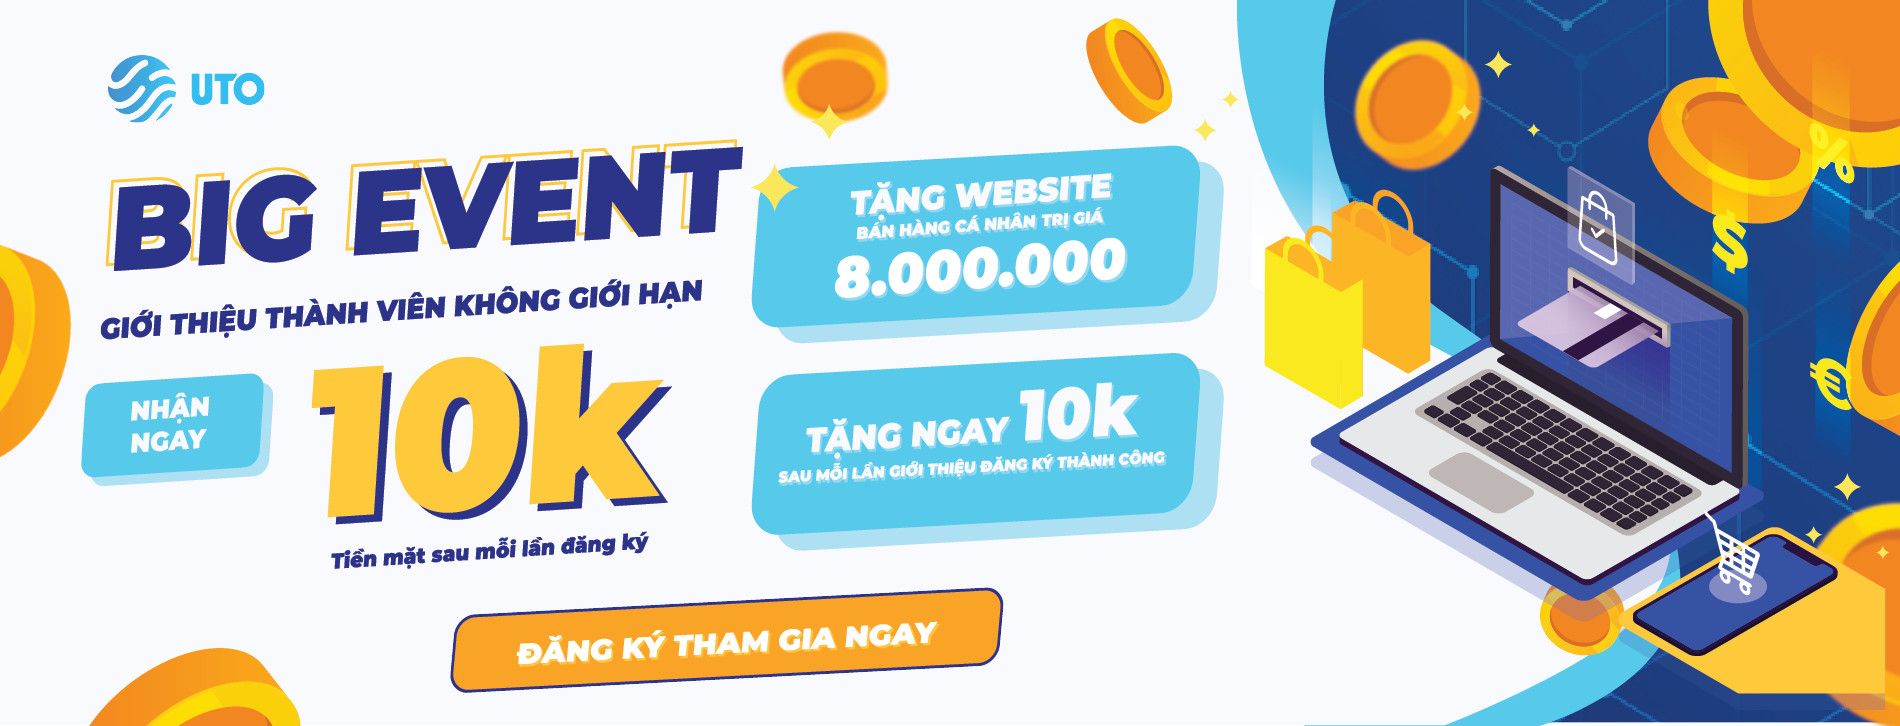 UTO
BIG EVENT
GIỚI THIỆU THÀNH VIÊN KHÔNG GIỚI HẠN
NHẬN
NGAY
10k
Tiền mặt sau mỗi lần đăng ký
TẶNG WEBSITE
BÁN HÀNG CÁ NHÂN TRỊ GIÁ
8.000.000
TẶNG NGAY 10k
SAU MỖI LẦN GIỚI THIỆU ĐĂNG KÝ THÀNH CÔNG
ĐĂNG KÝ THAM GIA NGAY
%
$
€